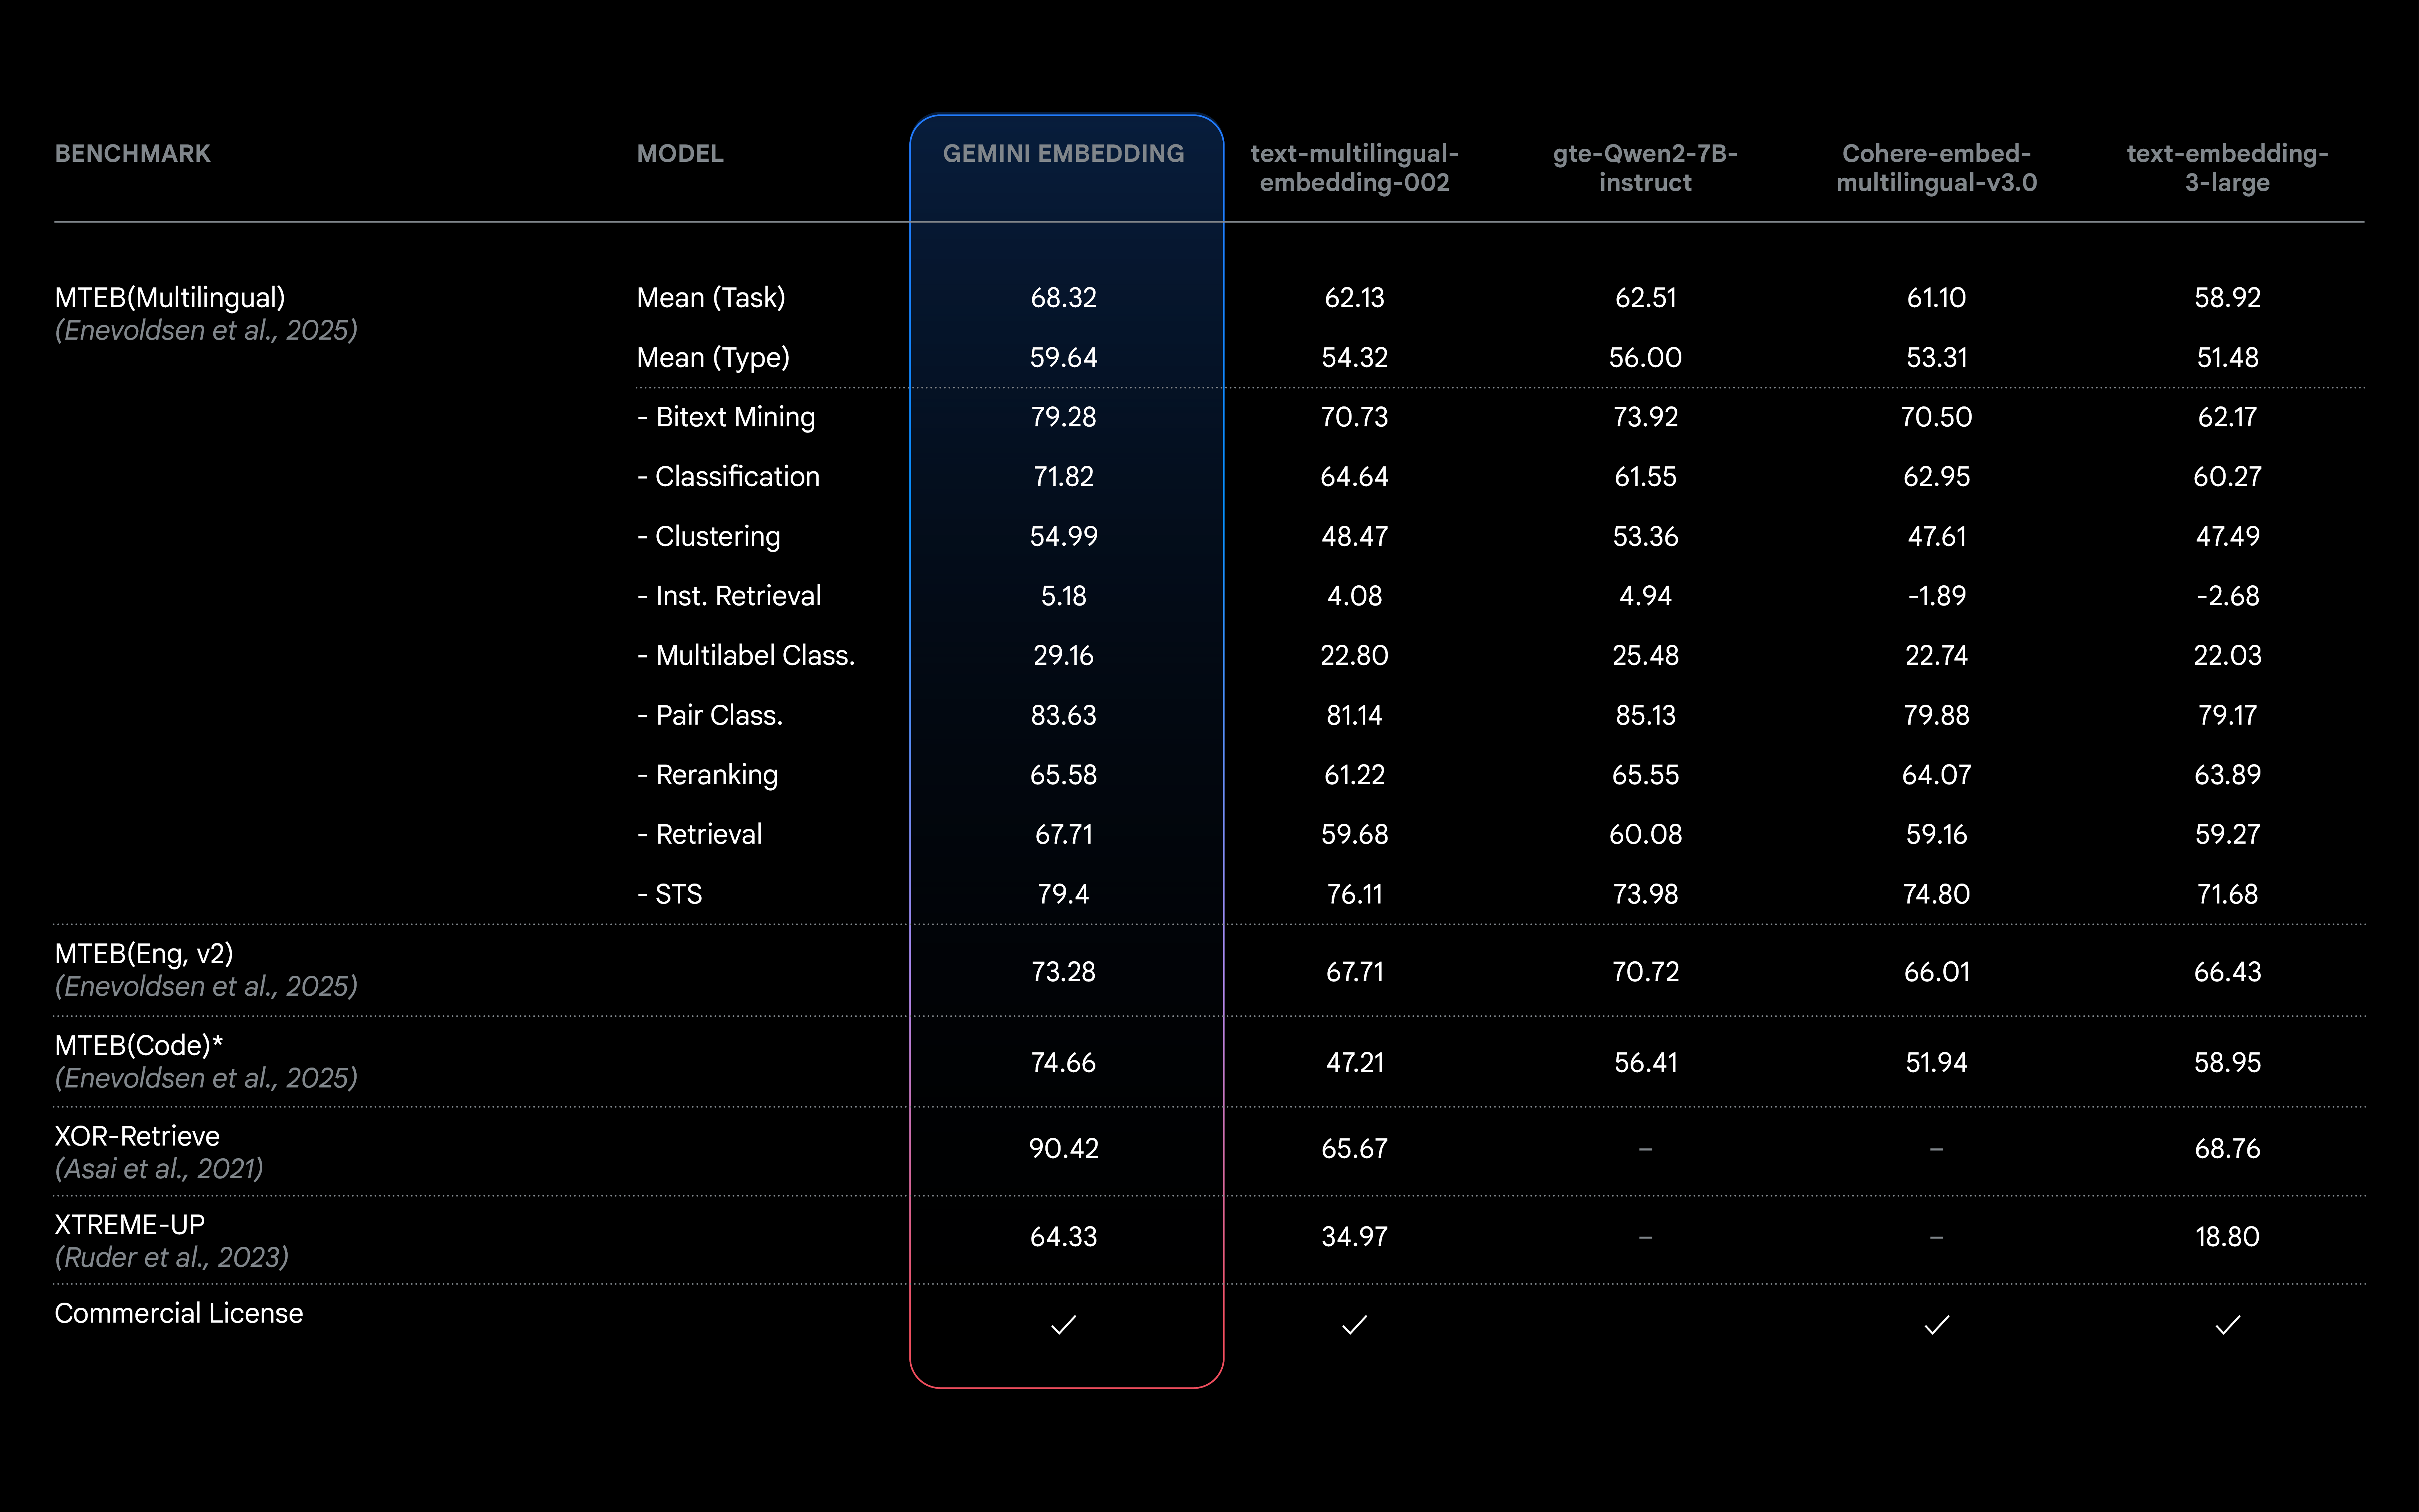 BENCHMARK MODEL GEMINI EMBEDDING text-multilingual- gte-Qwen2-7B- Cohere-embed- text-embedding-
embedding-002 instruct multilingual-v3.0 3-large
MTEB(Multilingual) Mean (Task) 68.32 62.13 62.51 61.10 58.92
(Enevoldsen et al., 2025)
Mean (Type) 59.64 54.32 56.00 53.31 51.48
- Bitext Mining 79.28 70.73 73.92 70.50 62.17
- Classification 71.82 64.64 61.55 62.95 60.27
- Clustering 54.99 48.47 53.36 47.61 47.49
- Inst. Retrieval 5.18 4.08 4.94 -1.89 -2.68
- Multilabel Class. 29.16 22.80 25.48 22.74 22.03
- Pair Class. 83.63 81.14 85.13 79.88 79.17
- Reranking 65.58 61.22 65.55 64.07 63.89
- Retrieval 67.71 59.68 60.08 59.16 59.27
- STS 79.4 76.11 73.98 74.80 71.68
MTEB(Eng, v2)
(Enevoldsen et al., 2025) 73.28 67.71 70.72 66.01 66.43
MTEB(Code)*
(Enevoldsen et al., 2025) 74.66 47.21 56.41 51.94 58.95
XOR-Retrieve
(Asai et al., 2021) 90.42 65.67 – – 68.76
XTREME-UP
(Ruder et al., 2023) 64.33 34.97 – – 18.80
Commercial License ✓ ✓ ✓ ✓